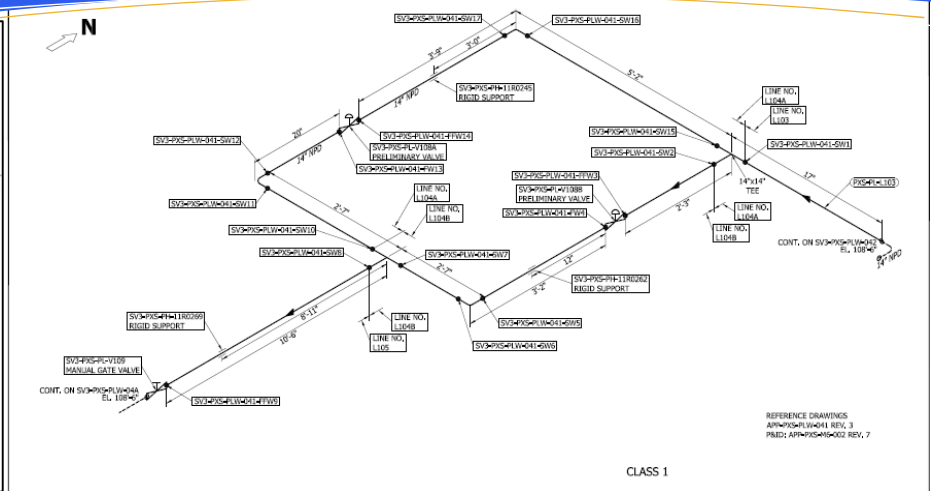 N
SV3-PXS-PLW-041-SW17
SV3-PXS-PLW-041-SW16
3'-9"
3'-0"
5'-2"
14" NPD
SV3-PXS-PH-11R0245
RIGID SUPPORT
LINE NO.
L104A
LINE NO.
L103
20"
14" NPD
SV3-PXS-PLW-041-SW12
SV3-PXS-PLW-041-FFW14
SV3-PXS-PL-V108A
PRELIMINARY VALVE
SV3-PXS-PLW-041-FW13
SV3-PXS-PLW-041-SW15
SV3-PXS-PLW-041-SW2
SV3-PXS-PLW-041-SW1
14"x14"
TEE
17"
PXS-PL-L103
SV3-PXS-PLW-041-FFW3
SV3-PXS-PL-V108B
PRELIMINARY VALVE
SV3-PXS-PLW-041-FW4
2'-3"
LINE NO.
L104A
LINE NO.
L104B
CONT. ON SV3-PXS-PLW-042
EL. 108'-6"
14" NPD
SV3-PXS-PLW-041-SW11
2'-7"
LINE NO.
L104A
LINE NO.
L104B
SV3-PXS-PLW-041-SW10
SV3-PXS-PLW-041-SW8
SV3-PXS-PLW-041-SW7
2'-7"
12"
3'-2"
SV3-PXS-PH-11R0262
RIGID SUPPORT
SV3-PXS-PLW-041-SW5
SV3-PXS-PLW-041-SW6
8'-11"
10'-6"
LINE NO.
L104B
LINE NO.
L105
SV3-PXS-PH-11R0269
RIGID SUPPORT
SV3-PXS-PL-V109
MANUAL GATE VALVE
CONT. ON SV3-PXS-PLW-04A
EL. 108'-6"
SV3-PXS-PLW-041-FFW9
REFERENCE DRAWINGS
APP-PXS-PLW-041 REV. 3
P&ID: APP-PXS-M6-002 REV. 7
CLASS 1